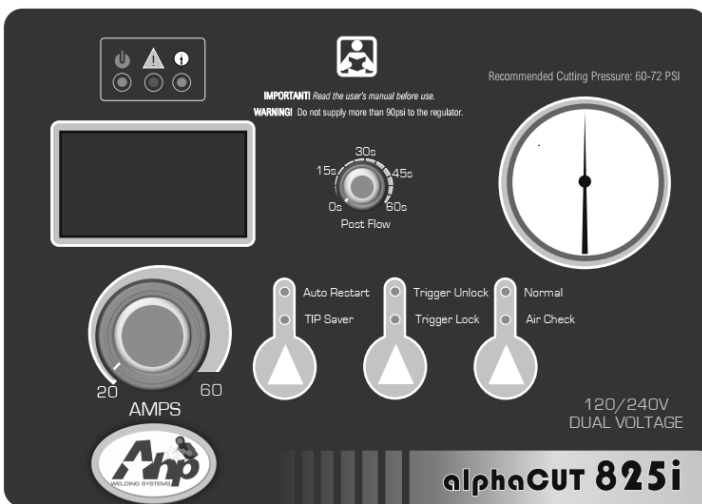 IMPORTANT! Read the user's manual before use.
WARNING! Do not supply more than 90psi to the regulator.
Recommended Cutting Pressure: 60-72 PSI
30s
15s
45s
0s
60s
Post Flow
Auto Restart
TIP Saver
Trigger Unlock
Trigger Lock
Normal
Air Check
20
60
AMPS
120/240V
DUAL VOLTAGE
Ahp
WELDING SYSTEMS
alphaCUT 825i